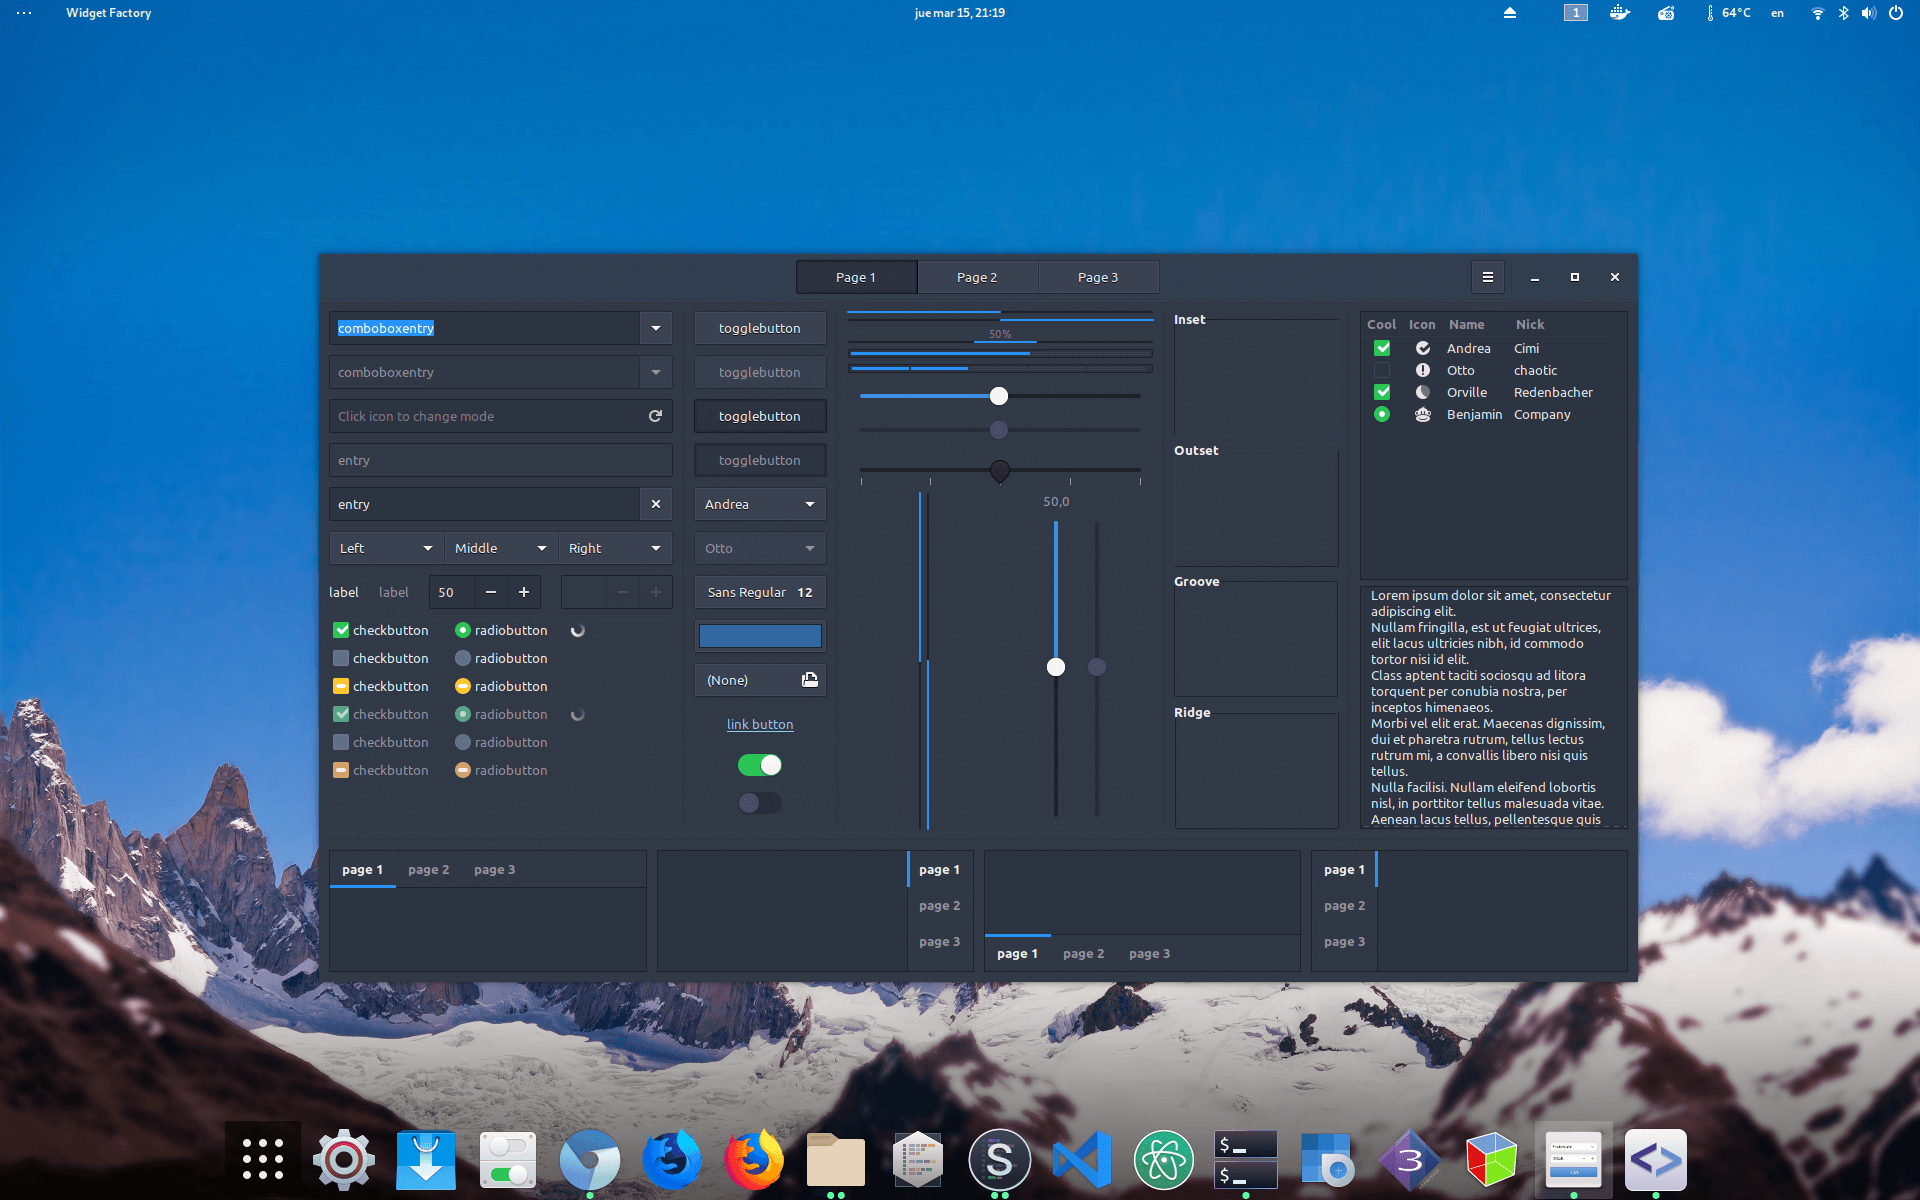 Widget Factory
jue mar 15, 21:19
1
64°C
en
Page 1
Page 2
Page 3
comboboxentry
comboboxentry
Click icon to change mode
entry
entry
Left
Middle
Right
label
label
50
checkbutton
radiobutton
checkbutton
radiobutton
checkbutton
radiobutton
checkbutton
radiobutton
checkbutton
radiobutton
checkbutton
radiobutton
togglebutton
togglebutton
togglebutton
togglebutton
Andrea
Otto
Sans Regular 12
(None)
link button
50%
50,0
Inset
Outset
Groove
Ridge
Cool Icon Name Nick
Andrea Cimi
Otto chaotic
Orville Redenbacher
Benjamin Company
Lorem ipsum dolor sit amet, consectetur
adipiscing elit.
Nullam fringilla, est ut feugiat ultrices,
elit lacus ultricies nibh, id commodo
tortor nisi id elit.
Class aptent taciti sociosqu ad litora
torquent per conubia nostra, per
inceptos himenaeos.
Morbi vel elit erat. Maecenas dignissim,
dui et pharetra rutrum, tellus lectus
rutrum mi, a convallis libero nisi quis
tellus.
Nulla facilisi. Nullam eleifend lobortis
nisl, in porttitor tellus malesuada vitae.
Aenean lacus tellus, pellentesque quis
page 1
page 2
page 3
page 1
page 2
page 3
page 1
page 2
page 3
page 1
page 2
page 3
S
$ _
$ _
3